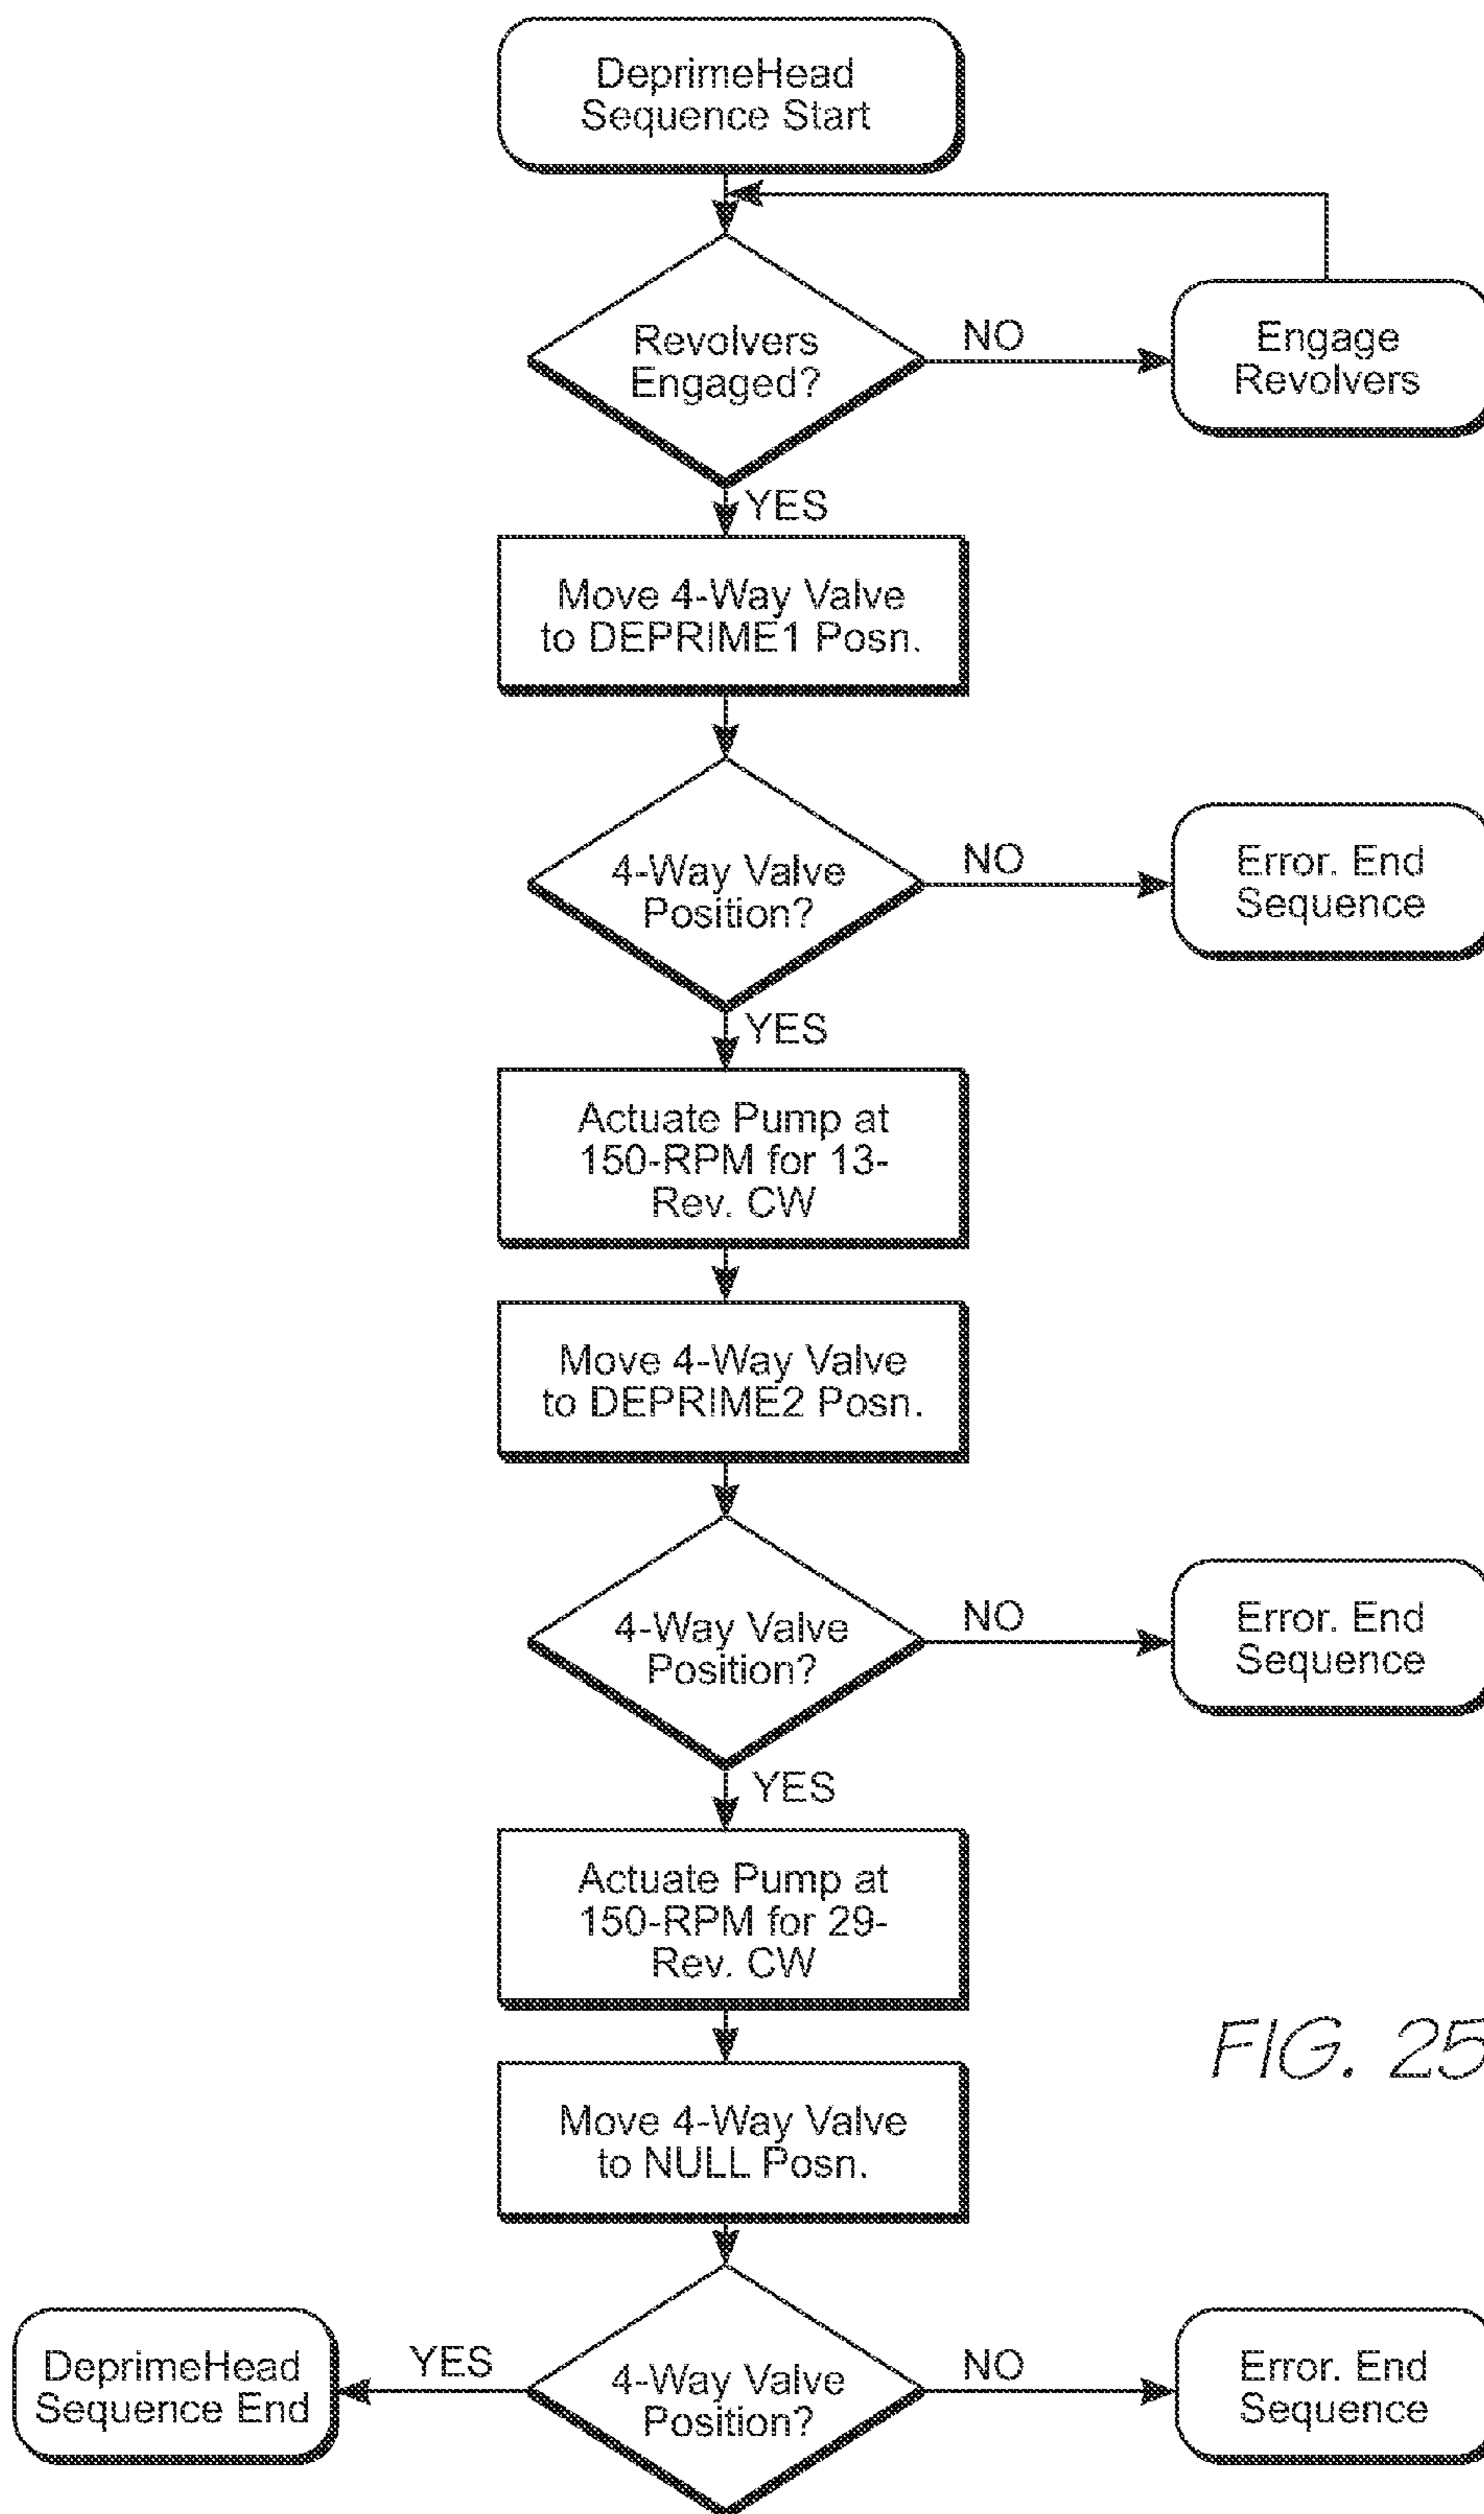 DeprimeHead
Sequence Start
Revolvers
Engaged?
NO
Engage
Revolvers
YES
Move 4-Way Valve
to DEPRIME1 Posn.
4-Way Valve
Position?
NO
Error. End
Sequence
YES
Actuate Pump at
150-RPM for 13-
Rev. CW
Move 4-Way Valve
to DEPRIME2 Posn.
4-Way Valve
Position?
NO
Error. End
Sequence
YES
Actuate Pump at
150-RPM for 29-
Rev. CW
FIG. 25
Move 4-Way Valve
to NULL Posn.
4-Way Valve
Position?
YES
DeprimeHead
Sequence End
NO
Error. End
Sequence